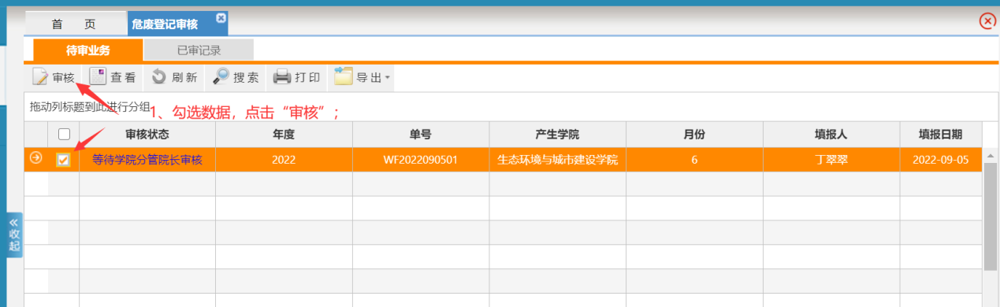 首 页 危废登记审核
待审业务 已审记录
审核 查看 刷新 搜索 打印 导出
拖动列标题到此进行分组
1、勾选数据，点击“审核”；
审核状态 年度 单号 产生学院 月份 填报人 填报日期
等待学院分管院长审核 2022 WF2022090501 生态环境与城市建设学院 6 丁翠翠 2022-09-05
收起